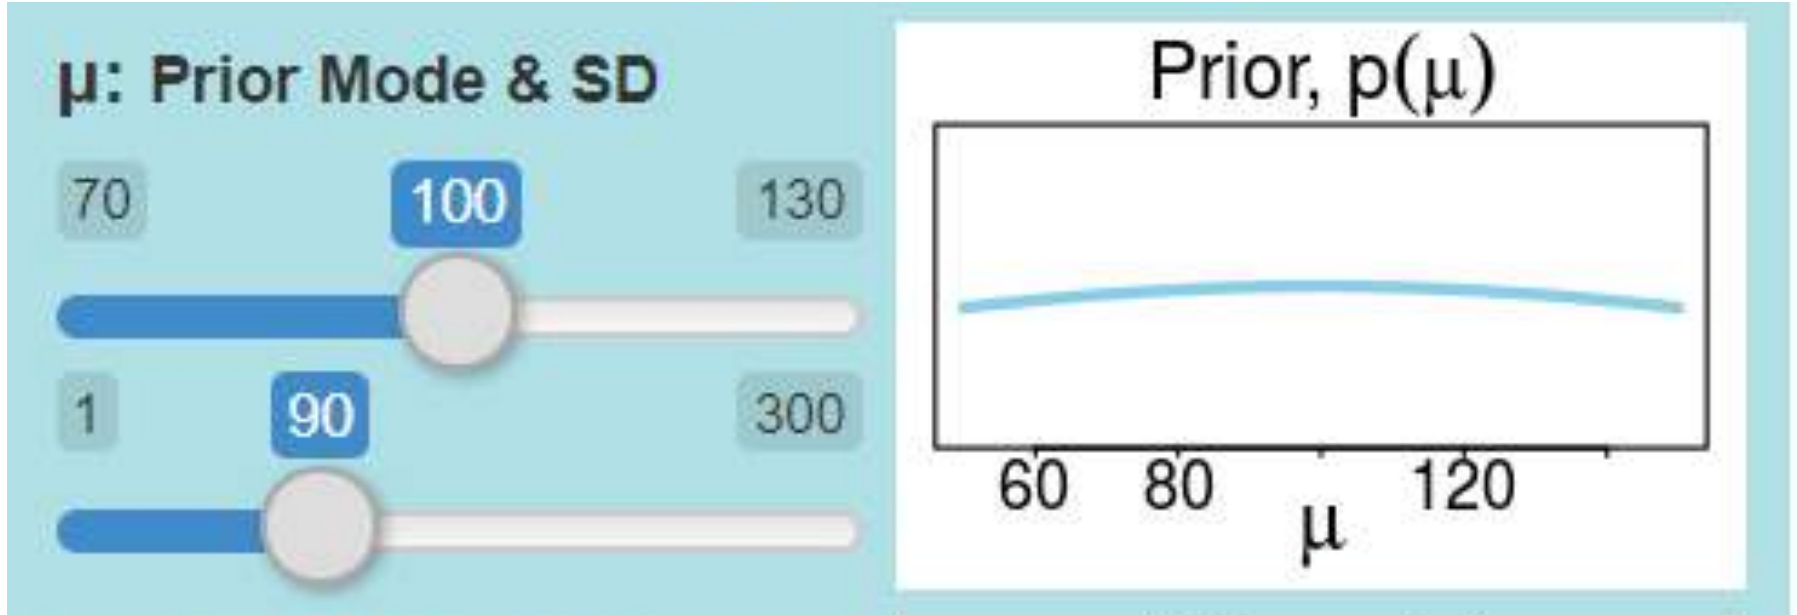 μ: Prior Mode & SD
70 100 130
1 90 300
Prior, p(μ)
60 80 120
μ